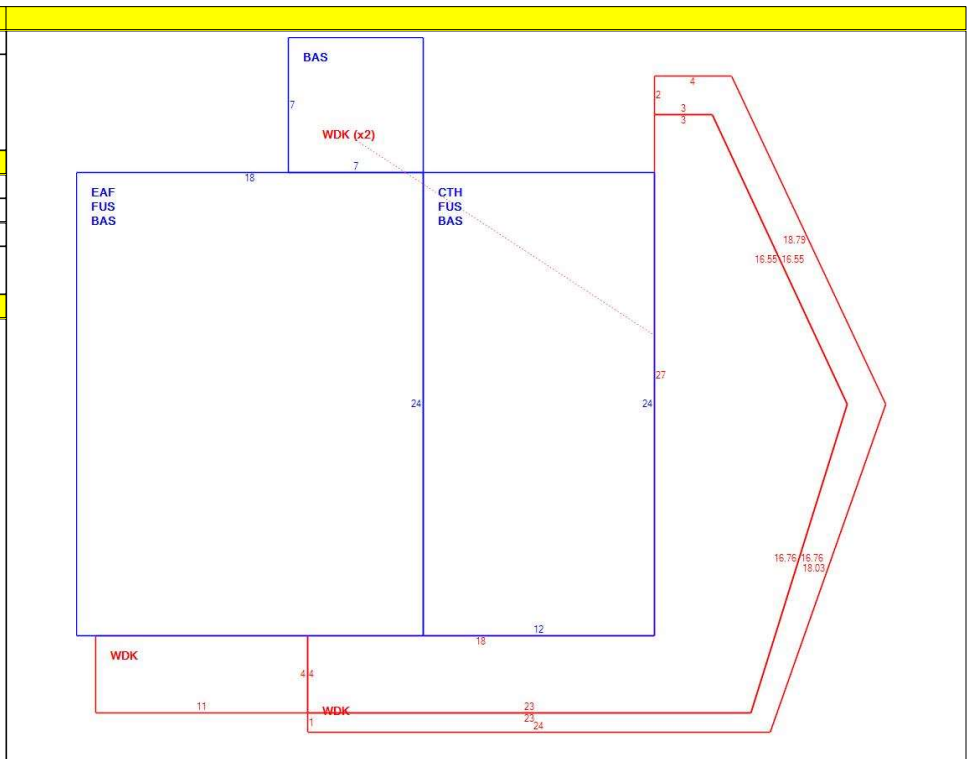 BAS
7
WDK (x2)
7
4
2
3
3
18
EAF
FUS
BAS
CTH
FUS
BAS
18.79
16.55 16.55
27
24
24
16.76 16.76
18.03
12
18
WDK
4 4
11
WDK
23
23
24
1